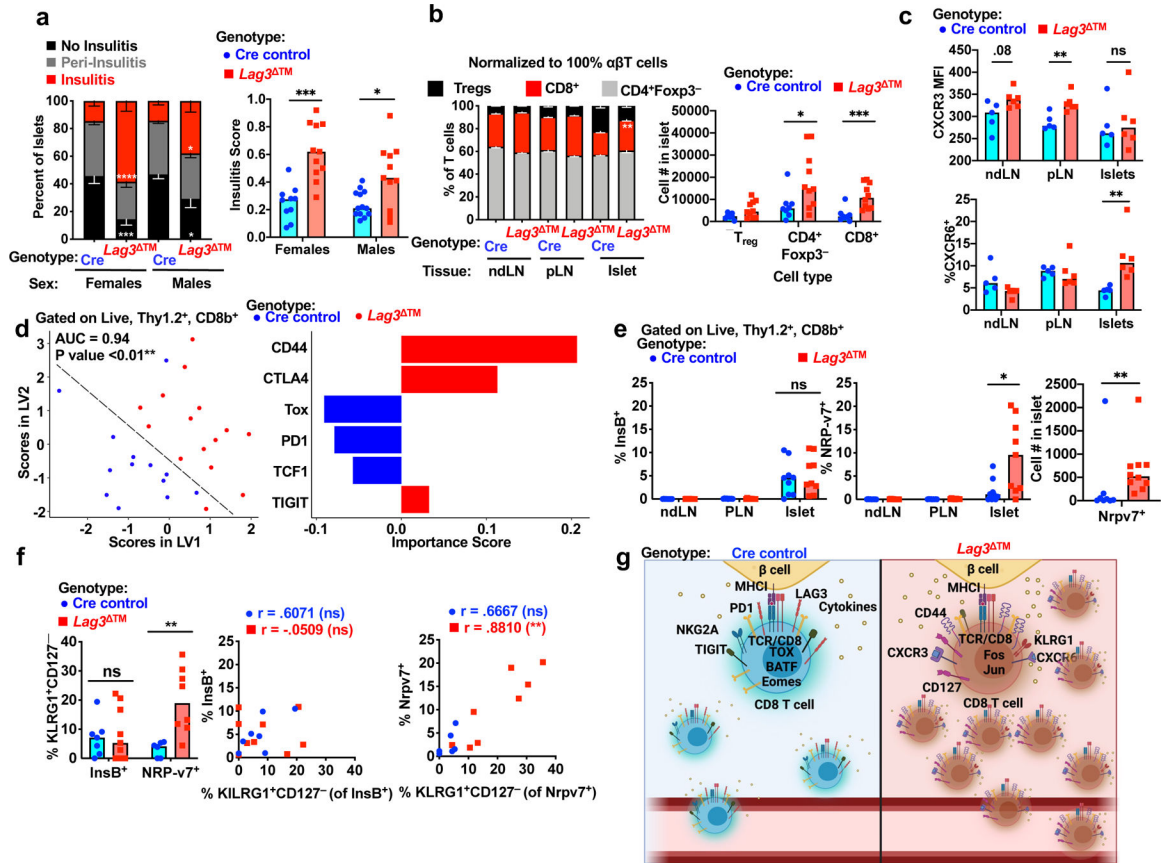 a
No Insulitis
Peri-Insulitis
Insulitis
Genotype:
Cre control
Lag3ΔTM
Percent of Islets
100
80
60
40
20
0
****
***
*
*
Genotype: Cre Lag3ΔTM Cre Lag3ΔTM
Sex: Females Males
Insulitis Score
1.0
0.8
0.6
0.4
0.2
0.0
***
*
Females Males
b
Normalized to 100% αβT cells
Tregs CD8+ CD4+Foxp3–
% of T cells
100
80
60
40
20
0
**
Genotype: Cre Lag3ΔTM Cre Lag3ΔTM Cre Lag3ΔTM
Tissue: ndLN pLN Islet
Genotype:
Cre control Lag3ΔTM
Cell # in islet
50000
40000
30000
20000
10000
0
*
***
Treg CD4+ CD8+
Foxp3–
Cell type
c
Genotype:
Cre control Lag3ΔTM
CXCR3 MFI
450
400
350
300
250
200
.08 ** ns
ndLN pLN Islets
%CXCR6+
25
20
15
10
5
0
**
ndLN pLN Islets
d
Gated on Live, Thy1.2+, CD8b+
AUC = 0.94
P value <0.01**
Scores in LV2
3
2
1
0
-1
-2
-2 -1 0 1 2
Scores in LV1
Genotype:
Cre control Lag3ΔTM
CD44
CTLA4
Tox
PD1
TCF1
TIGIT
-0.1 0.0 0.1 0.2
Importance Score
e
Gated on Live, Thy1.2+, CD8b+
Genotype:
Cre control Lag3ΔTM
% InsB+
25
20
15
10
5
0
ns
ndLN PLN Islet
% NRP-v7+
25
20
15
10
5
0
*
ndLN PLN Islet
Cell # in islet
2500
2000
1500
1000
500
0
**
Nrpv7+
f
Genotype:
Cre control
Lag3ΔTM
% KLRG1+CD127–
50
40
30
20
10
0
ns
**
InsB+ NRP-v7+
r = .6071 (ns)
r = -.0509 (ns)
% InsB+
25
20
15
10
5
0
0 10 20 30 40
% KILRG1+CD127– (of InsB+)
r = .6667 (ns)
r = .8810 (**)
% Nrpv7+
25
20
15
10
5
0
0 10 20 30 40
% KLRG1+CD127– (of Nrpv7+)
g
Genotype: Cre control Lag3ΔTM
β cell
MHCI
PD1
LAG3
Cytokines
NKG2A
TIGIT
TCR/CD8
TOX
BATF
Eomes
CD8 T cell
β cell
MHCI
CD44
CXCR3
CD127
TCR/CD8
Fos
Jun
KLRG1
CXCR6
CD8 T cell